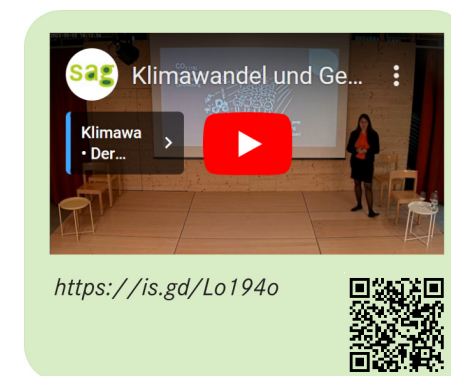 sag
Klimawandel und Ge...
Klimawa
• Der...
https://is.gd/Lo194o